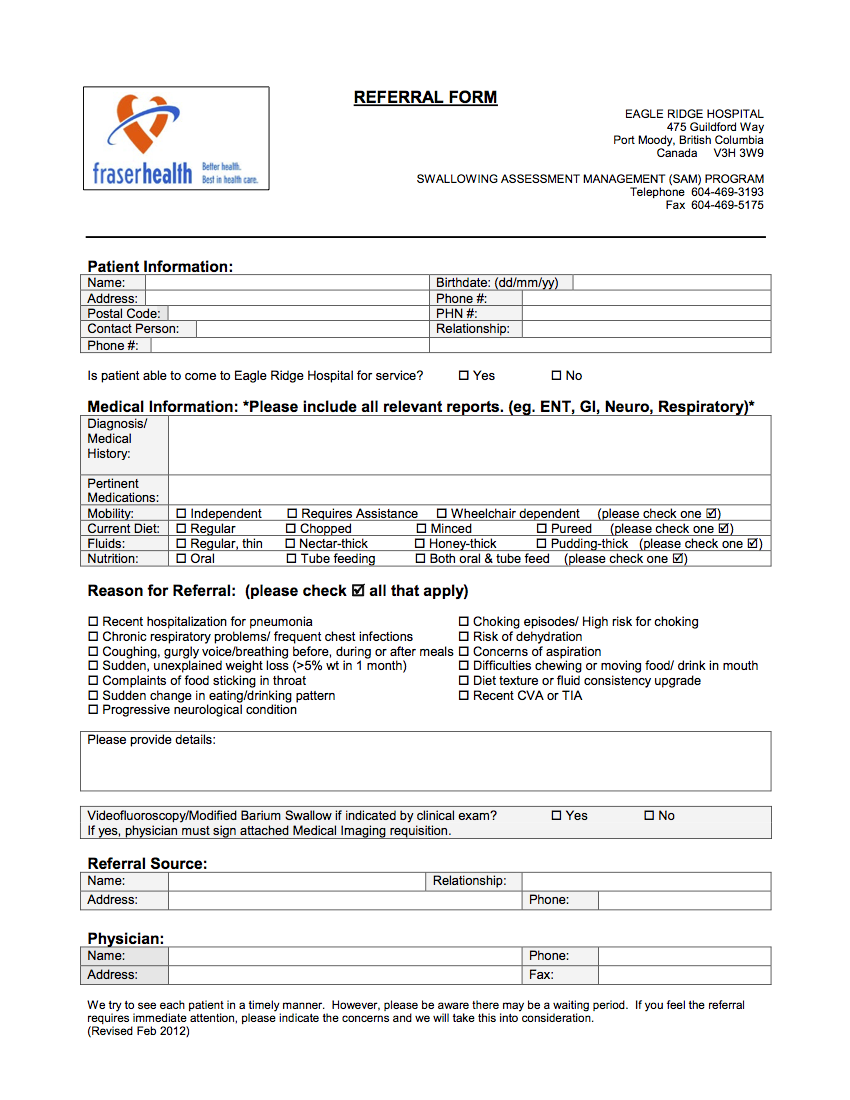 REFERRAL FORM
fraserhealth Better health.
Best in health care.
EAGLE RIDGE HOSPITAL
475 Guildford Way
Port Moody, British Columbia
Canada V3H 3W9
SWALLOWING ASSESSMENT MANAGEMENT (SAM) PROGRAM
Telephone 604-469-3193
Fax 604-469-5175
Patient Information:
Name: Birthdate: (dd/mm/yy)
Address: Phone #:
Postal Code: PHN #:
Contact Person: Relationship:
Phone #:
Is patient able to come to Eagle Ridge Hospital for service? ☐ Yes ☐ No
Medical Information: *Please include all relevant reports. (eg. ENT, GI, Neuro, Respiratory)*
Diagnosis/
Medical
History:
Pertinent
Medications:
Mobility: ☐ Independent ☐ Requires Assistance ☐ Wheelchair dependent (please check one ☑)
Current Diet: ☐ Regular ☐ Chopped ☐ Minced ☐ Pureed (please check one ☑)
Fluids: ☐ Regular, thin ☐ Nectar-thick ☐ Honey-thick ☐ Pudding-thick (please check one ☑)
Nutrition: ☐ Oral ☐ Tube feeding ☐ Both oral & tube feed (please check one ☑)
Reason for Referral: (please check ☑ all that apply)
☐ Recent hospitalization for pneumonia ☐ Choking episodes/ High risk for choking
☐ Chronic respiratory problems/ frequent chest infections ☐ Risk of dehydration
☐ Coughing, gurgly voice/breathing before, during or after meals ☐ Concerns of aspiration
☐ Sudden, unexplained weight loss (>5% wt in 1 month) ☐ Difficulties chewing or moving food/ drink in mouth
☐ Complaints of food sticking in throat ☐ Diet texture or fluid consistency upgrade
☐ Sudden change in eating/drinking pattern ☐ Recent CVA or TIA
☐ Progressive neurological condition
Please provide details:
Videofluoroscopy/Modified Barium Swallow if indicated by clinical exam? ☐ Yes ☐ No
If yes, physician must sign attached Medical Imaging requisition.
Referral Source:
Name: Relationship:
Address: Phone:
Physician:
Name: Phone:
Address: Fax:
We try to see each patient in a timely manner. However, please be aware there may be a waiting period. If you feel the referral
requires immediate attention, please indicate the concerns and we will take this into consideration.
(Revised Feb 2012)